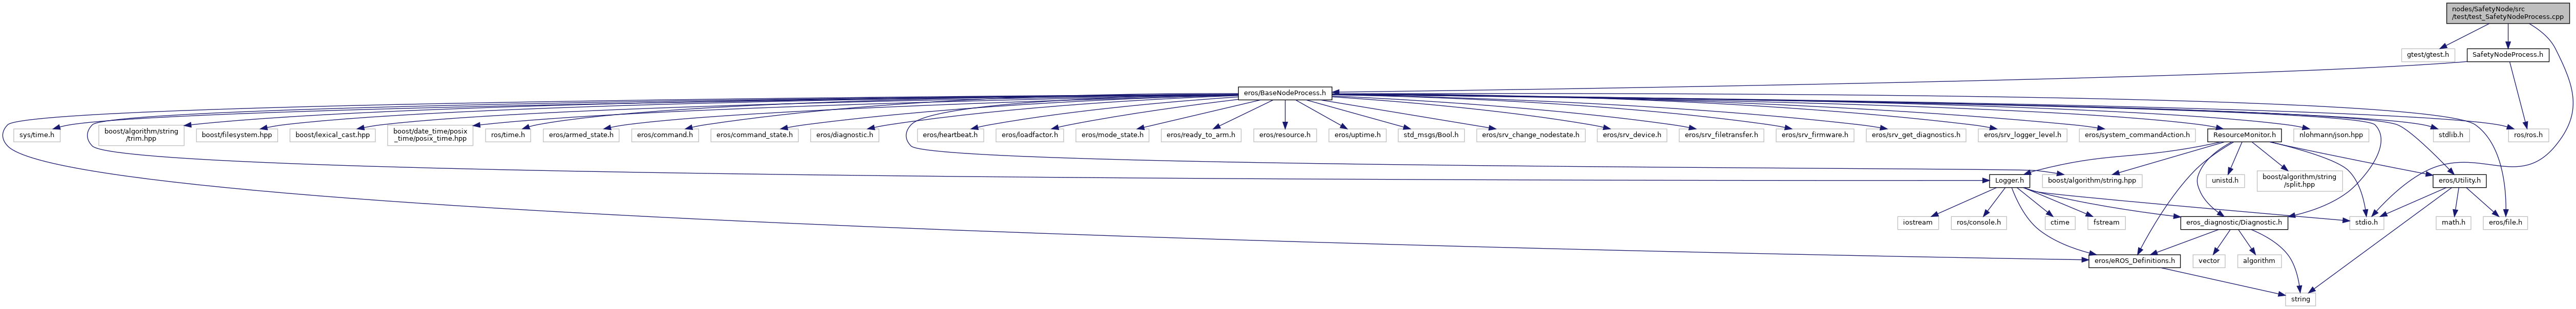 nodes/SafetyNode/src
/test/test_SafetyNodeProcess.cpp
gtest/gtest.h
SafetyNodeProcess.h
eros/BaseNodeProcess.h
sys/time.h
boost/algorithm/string
/trim.hpp
boost/filesystem.hpp
boost/lexical_cast.hpp
boost/date_time/posix
_time/posix_time.hpp
ros/time.h
eros/armed_state.h
eros/command.h
eros/command_state.h
eros/diagnostic.h
eros/heartbeat.h
eros/loadfactor.h
eros/mode_state.h
eros/ready_to_arm.h
eros/resource.h
eros/uptime.h
std_msgs/Bool.h
eros/srv_change_nodestate.h
eros/srv_device.h
eros/srv_filetransfer.h
eros/srv_firmware.h
eros/srv_get_diagnostics.h
eros/srv_logger_level.h
eros/system_commandAction.h
ResourceMonitor.h
nlohmann/json.hpp
stdlib.h
ros/ros.h
Logger.h
boost/algorithm/string.hpp
unistd.h
boost/algorithm/string
/split.hpp
eros/Utility.h
iostream
ros/console.h
ctime
fstream
eros_diagnostic/Diagnostic.h
stdio.h
math.h
eros/file.h
eros/eROS_Definitions.h
vector
algorithm
string